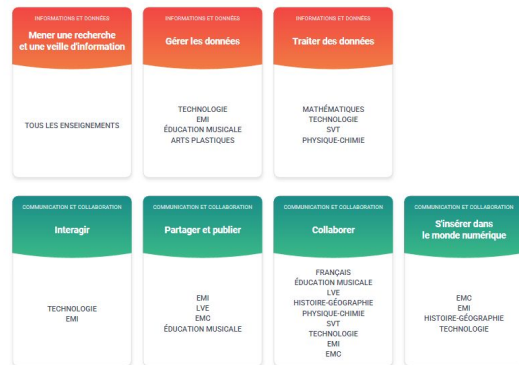 INFORMATIONS ET DONNÉES
Mener une recherche
et une veille d'information
TOUS LES ENSEIGNEMENTS
INFORMATIONS ET DONNÉES
Gérer les données
TECHNOLOGIE
EMI
ÉDUCATION MUSICALE
ARTS PLASTIQUES
INFORMATIONS ET DONNÉES
Traiter des données
MATHÉMATIQUES
TECHNOLOGIE
SVT
PHYSIQUE-CHIMIE
COMMUNICATION ET COLLABORATION
Interagir
TECHNOLOGIE
EMI
COMMUNICATION ET COLLABORATION
Partager et publier
EMI
LVE
EMC
ÉDUCATION MUSICALE
COMMUNICATION ET COLLABORATION
Collaborer
FRANÇAIS
ÉDUCATION MUSICALE
LVE
HISTOIRE-GÉOGRAPHIE
PHYSIQUE-CHIMIE
SVT
TECHNOLOGIE
EMI
EMC
COMMUNICATION ET COLLABORATION
S'insérer dans
le monde numérique
EMC
EMI
HISTOIRE-GÉOGRAPHIE
TECHNOLOGIE